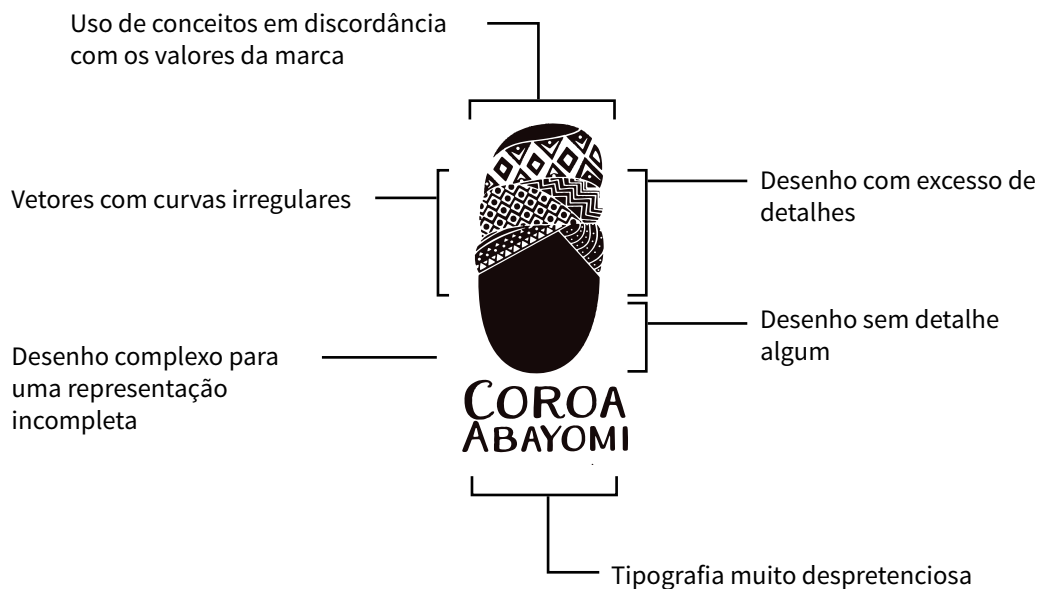 Uso de conceitos em discordância
com os valores da marca
Vetores com curvas irregulares
Desenho com excesso de
detalhes
Desenho sem detalhe
algum
Desenho complexo para
uma representação
incompleta
COROA
ABAYOMI
Tipografia muito despretenciosa